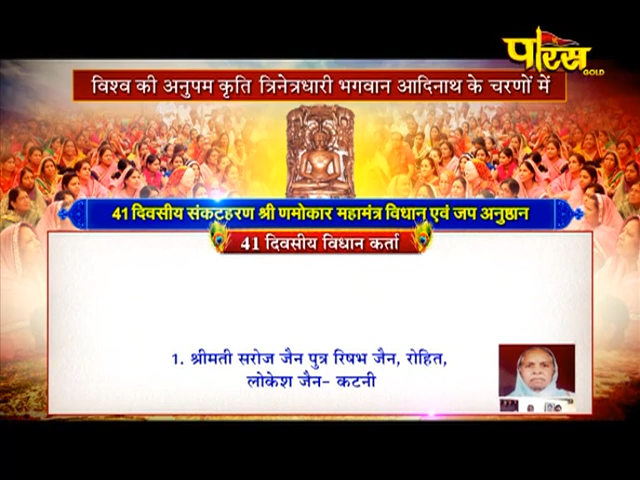 पारस
GOLD
विश्व की अनुपम कृति त्रिनेत्रधारी भगवान आदिनाथ के चरणों में
41 दिवसीय संकटहरण श्री णमोकार महामंत्र विधान एवं जप अनुष्ठान
41 दिवसीय विधान कर्ता
1. श्रीमती सरोज जैन पुत्र रिषभ जैन, रोहित,
लोकेश जैन- कटनी